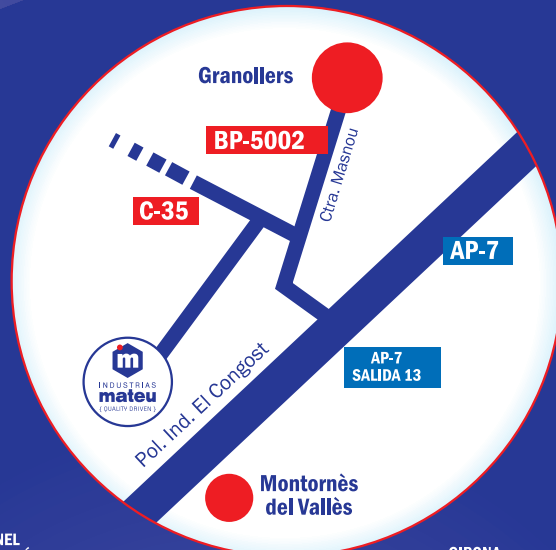 Granollers
BP-5002
Ctra. Masnou
C-35
AP-7
AP-7
SALIDA 13
m
INDUSTRIAS
mateu
{ QUALITY DRIVEN }
Pol. Ind. El Congost
Montornès
del Vallès